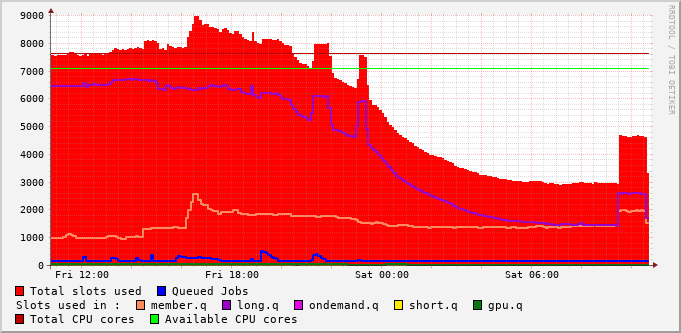 9000
8000
7000
6000
5000
4000
3000
2000
1000
0
Fri 12:00 Fri 18:00 Sat 00:00 Sat 06:00
Total slots used Queued Jobs
Slots used in : member.q long.q ondemand.q short.q gpu.q
Total CPU cores Available CPU cores
RRDTOOL / TOBI OETIKER